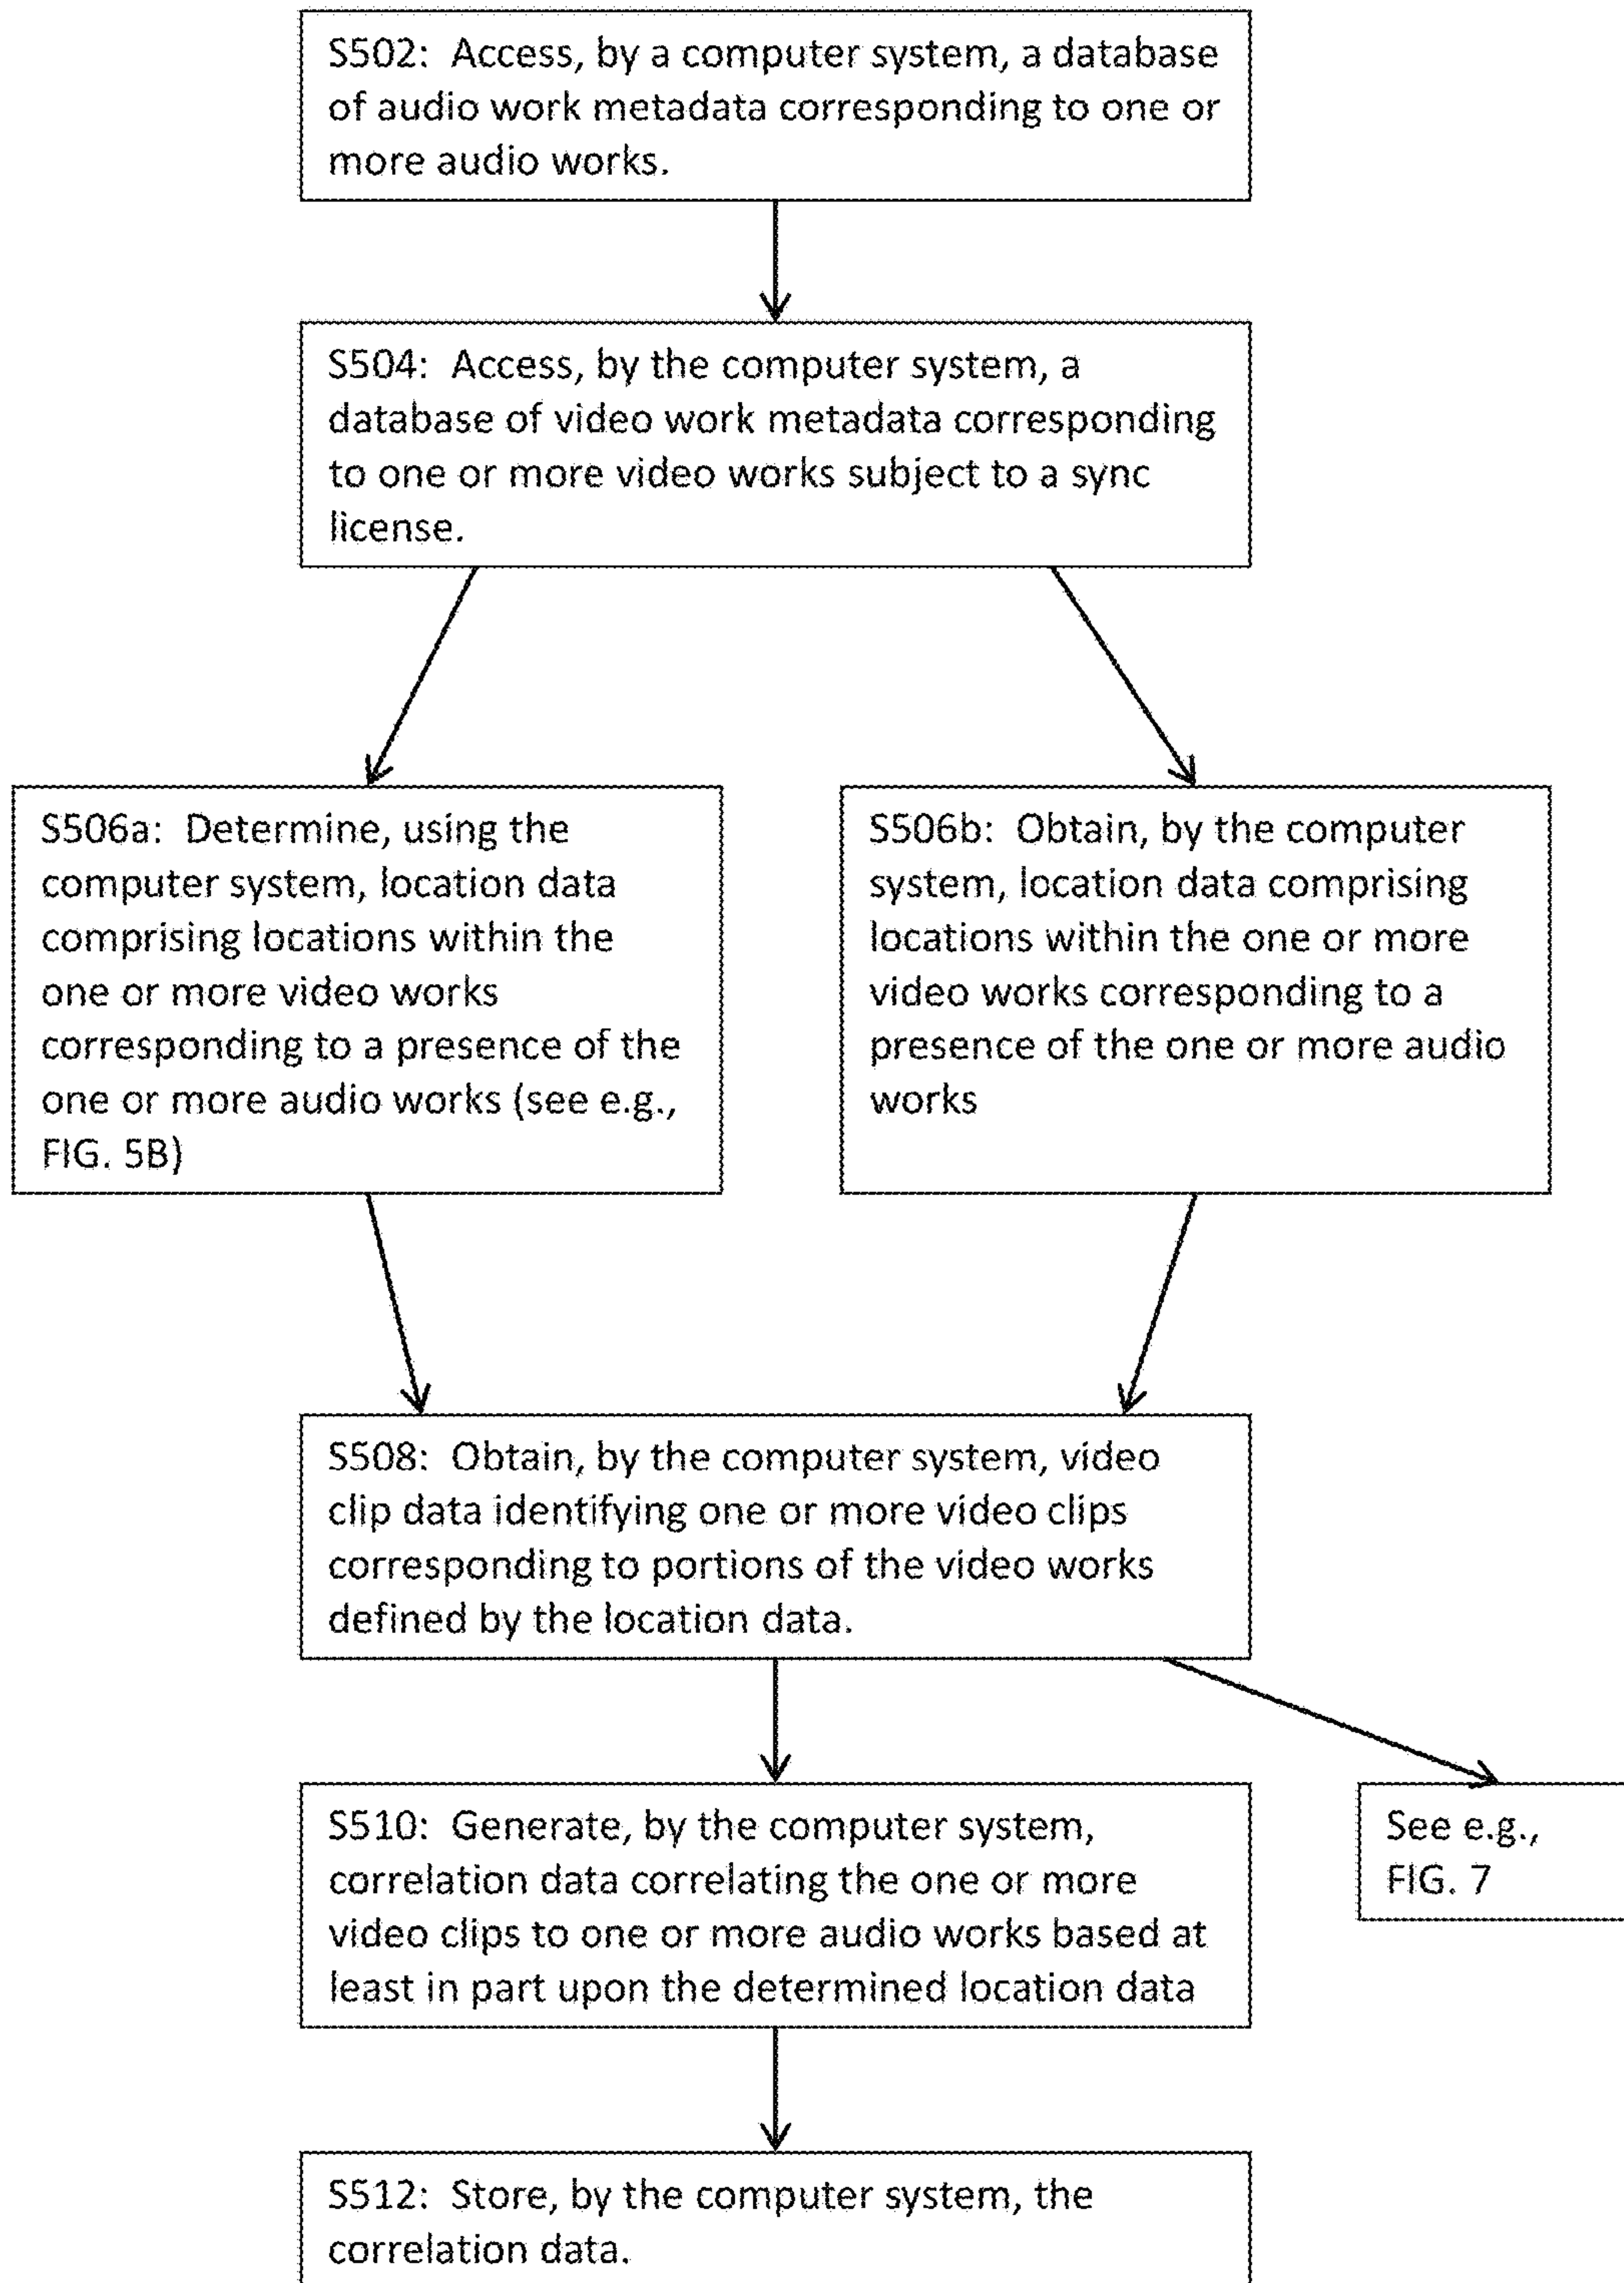 S502:  Access, by a computer system, a database
of audio work metadata corresponding to one or
more audio works.
S504:  Access, by the computer system, a
database of video work metadata corresponding
to one or more video works subject to a sync
license.
S506a:  Determine, using the
computer system, location data
comprising locations within the
one or more video works
corresponding to a presence of the
one or more audio works (see e.g.,
FIG. 5B)
S506b:  Obtain, by the computer
system, location data comprising
locations within the one or more
video works corresponding to a
presence of the one or more audio
works
S508:  Obtain, by the computer system, video
clip data identifying one or more video clips
corresponding to portions of the video works
defined by the location data.
S510:  Generate, by the computer system,
correlation data correlating the one or more
video clips to one or more audio works based at
least in part upon the determined location data
See e.g.,
FIG. 7
S512:  Store, by the computer system, the
correlation data.